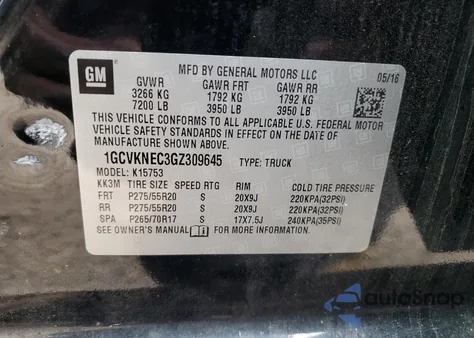 GM
MFD BY GENERAL MOTORS LLC 05/16
GVWR GAWR FRT GAWR RR
3266 KG 1792 KG 1792 KG
7200 LB 3950 LB 3950 LB
THIS VEHICLE CONFORMS TO ALL APPLICABLE U.S. FEDERAL MOTOR
VEHICLE SAFETY STANDARDS IN EFFECT ON THE DATE OF
MANUFACTURE SHOWN ABOVE.
1GCVKNEC3GZ309645 TYPE: TRUCK
MODEL: K15753
KK3M TIRE SIZE SPEED RTG RIM COLD TIRE PRESSURE
FRT P275/55R20 S 20X9J 220KPA(32PSI)
RR P275/55R20 S 20X9J 220KPA(32PSI)
SPA P265/70R17 S 17X7.5J 240KPA(35PSI)
SEE OWNER'S MANUAL FOR MORE INFORMATION.
AutoSnap